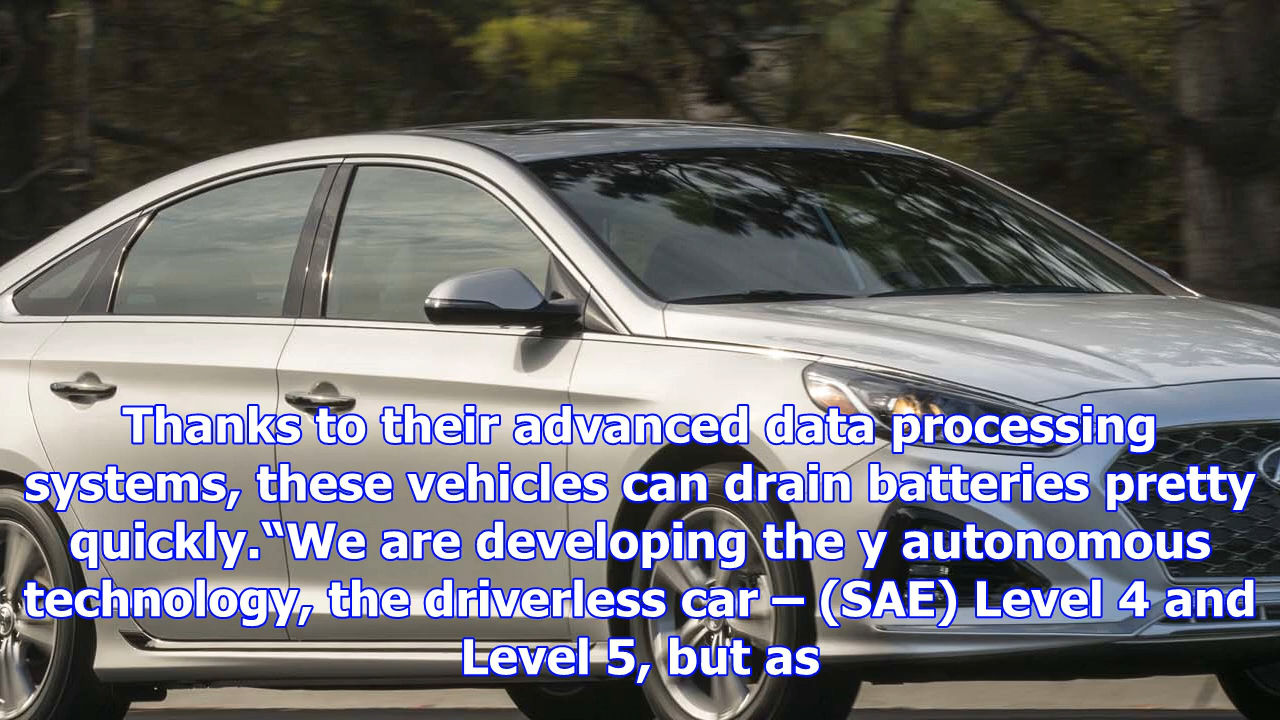 Thanks to their advanced data processing
systems, these vehicles can drain batteries pretty
quickly.“We are developing the y autonomous
technology, the driverless car – (SAE) Level 4 and
Level 5, but as